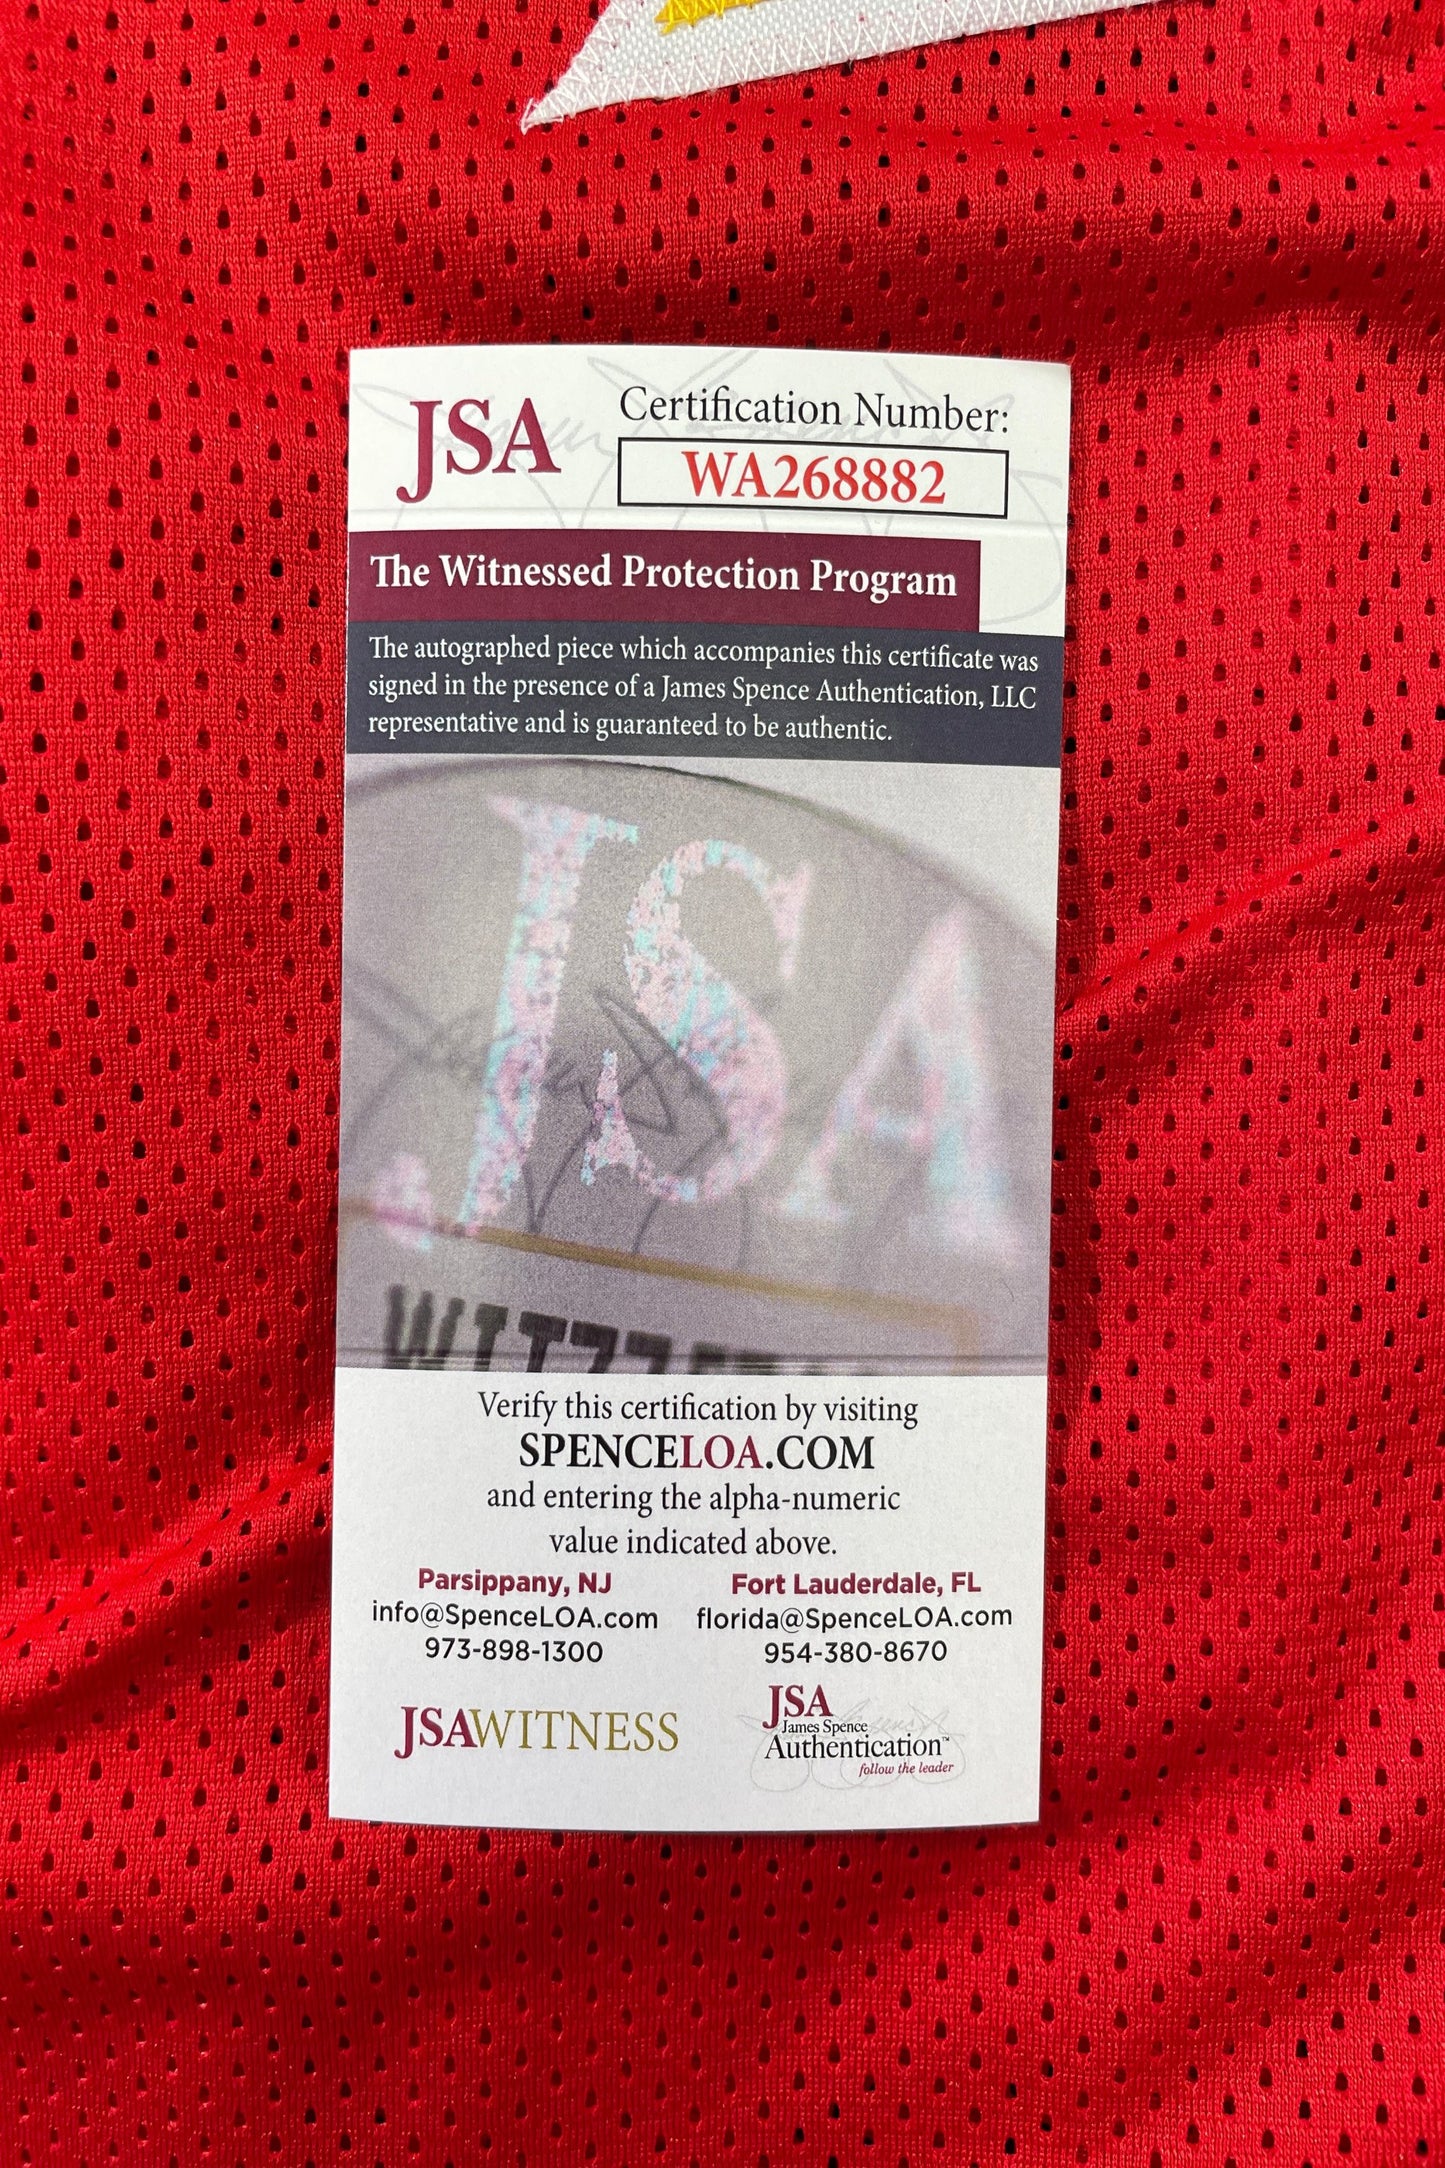 JSA
Certification Number:
WA268882
The Witnessed Protection Program
The autographed piece which accompanies this certificate was
signed in the presence of a James Spence Authentication, LLC
representative and is guaranteed to be authentic.
JSA
Verify this certification by visiting
SPENCELOA.COM
and entering the alpha-numeric
value indicated above.
Parsippany, NJ
info@SpenceLOA.com
973-898-1300
Fort Lauderdale, FL
florida@SpenceLOA.com
954-380-8670
JSAWITNESS
JSA
James Spence
Authentication™
follow the leader